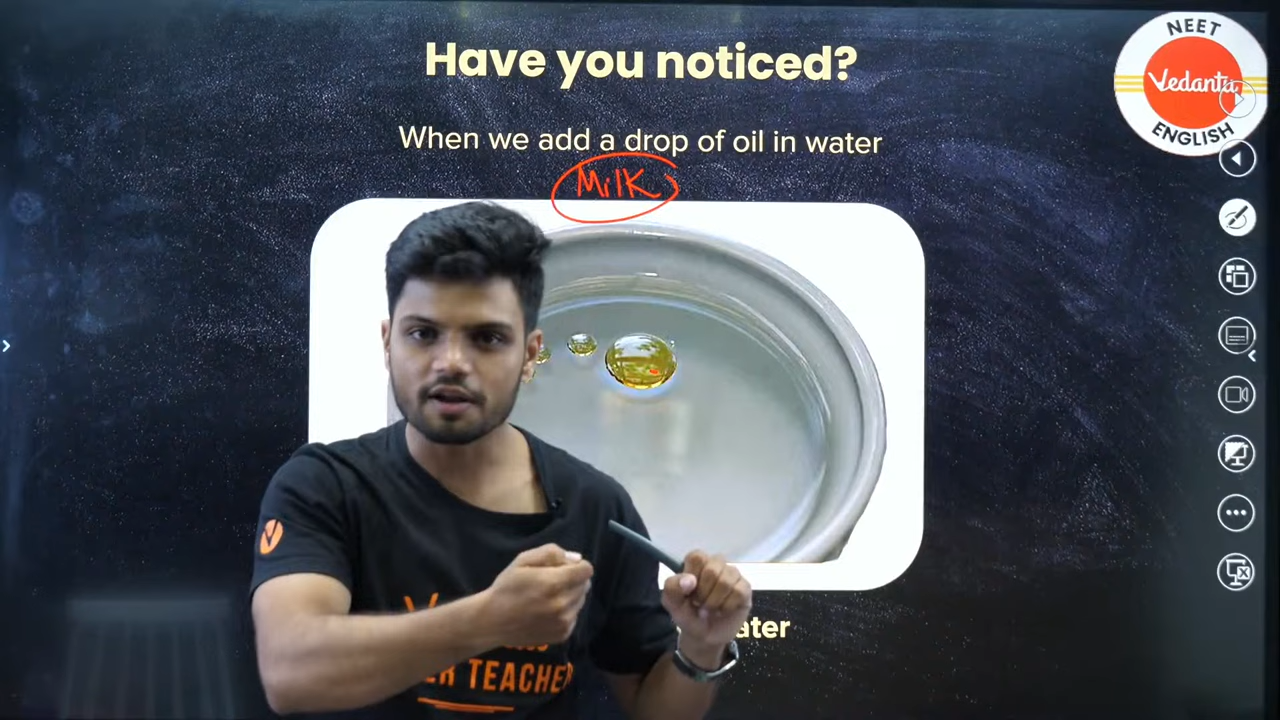 Have you noticed?
When we add a drop of oil in water
Milk
NEET
Vedantu
ENGLISH
TEACHER
ater